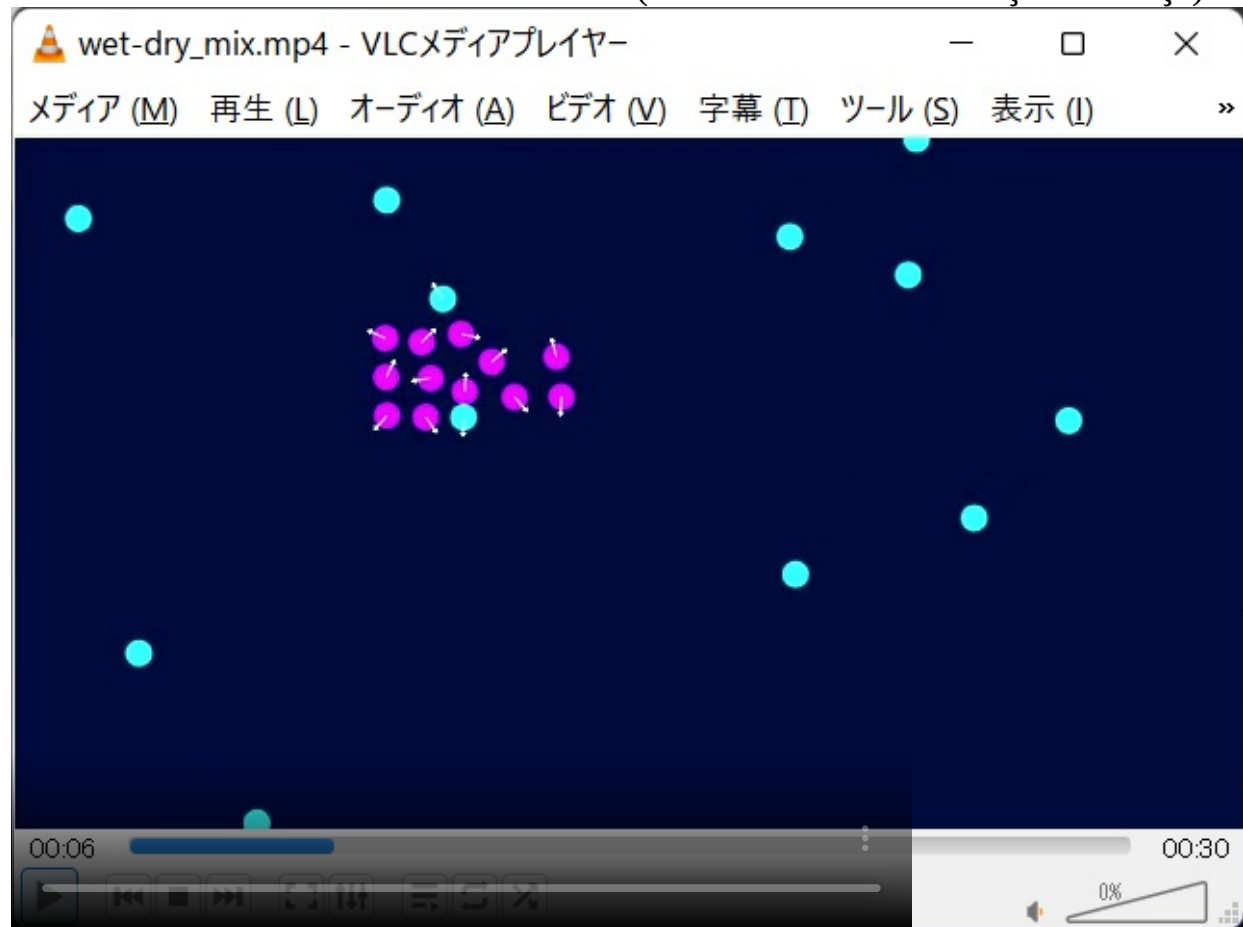 wet-dry_mix.mp4 - VLCメディアプレイヤー
メディア (M) 再生 (L) オーディオ (A) ビデオ (V) 字幕 (T) ツール (S) 表示 (I) »
00:06 00:30
0%